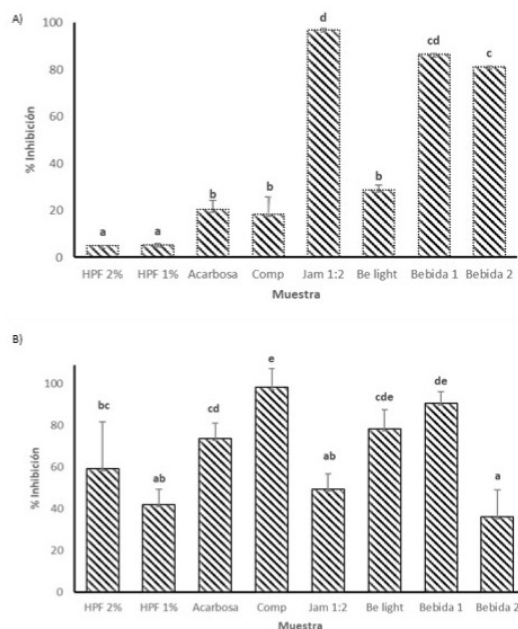 A)
100
80
60
40
20
0
% Inhibición
a
a
b
b
d
b
cd
c
HPF 2% HPF 1% Acarbosa Comp Jam 1:2 Be light Bebida 1 Bebida 2
Muestra
B)
100
80
60
40
20
0
% Inhibición
bc
ab
cd
e
ab
cde
de
a
HPF 2% HPF 1% Acarbosa Comp Jam 1:2 Be light Bebida 1 Bebida 2
Muestra